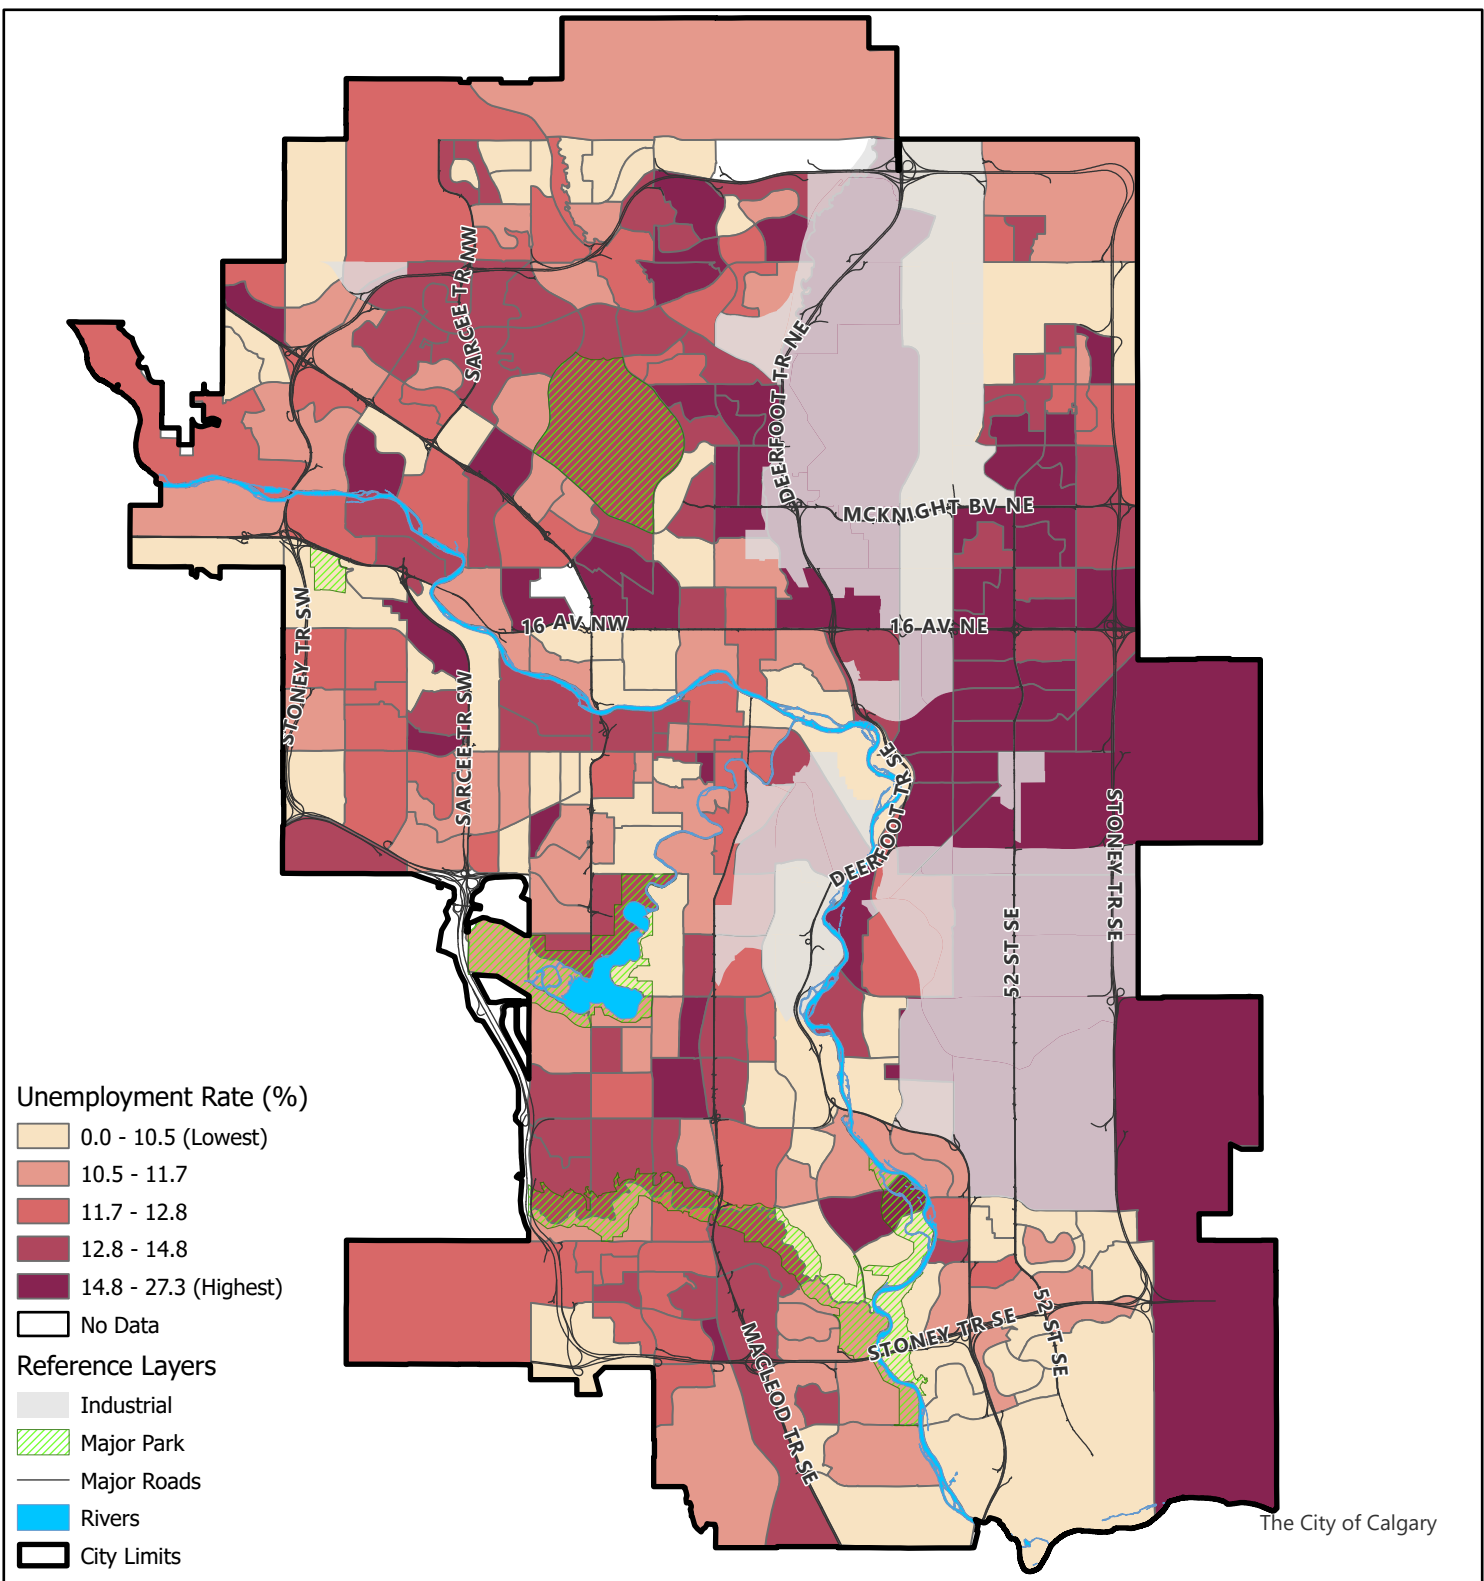 SARCEE TR NW
DEERFOOT TR NE
MCKNIGHT BV NE
16 AV NW
16 AV NE
STONEY TR SW
SARCEE TR SW
DEERFOOT TR SE
STONEY TR SE
52 ST SE
STONEY TR SE
52 ST SE
MACLEOD TR SE
Unemployment Rate (%)
0.0 - 10.5 (Lowest)
10.5 - 11.7
11.7 - 12.8
12.8 - 14.8
14.8 - 27.3 (Highest)
No Data
Reference Layers
Industrial
Major Park
Major Roads
Rivers
City Limits
The City of Calgary